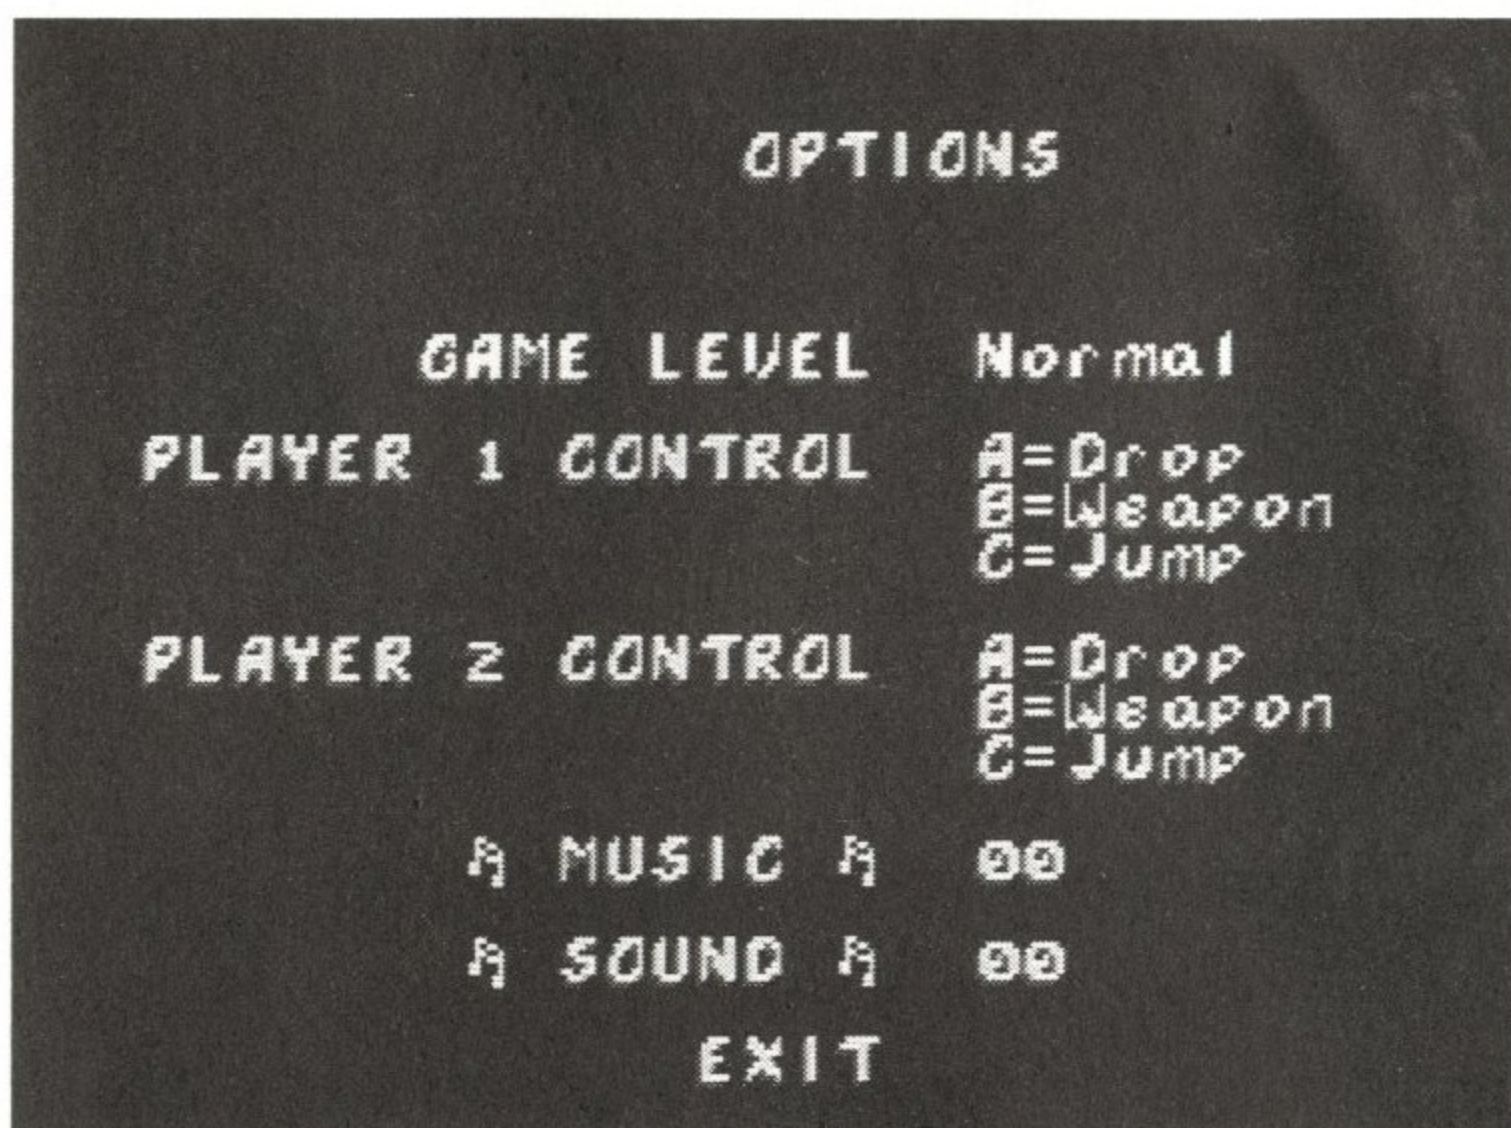 OPTIONS
GAME LEVEL Normal
PLAYER 1 CONTROL A=Drop
B=Weapon
C=Jump
PLAYER 2 CONTROL A=Drop
B=Weapon
C=Jump
♫ MUSIC ♫ 00
♫ SOUND ♫ 00
EXIT